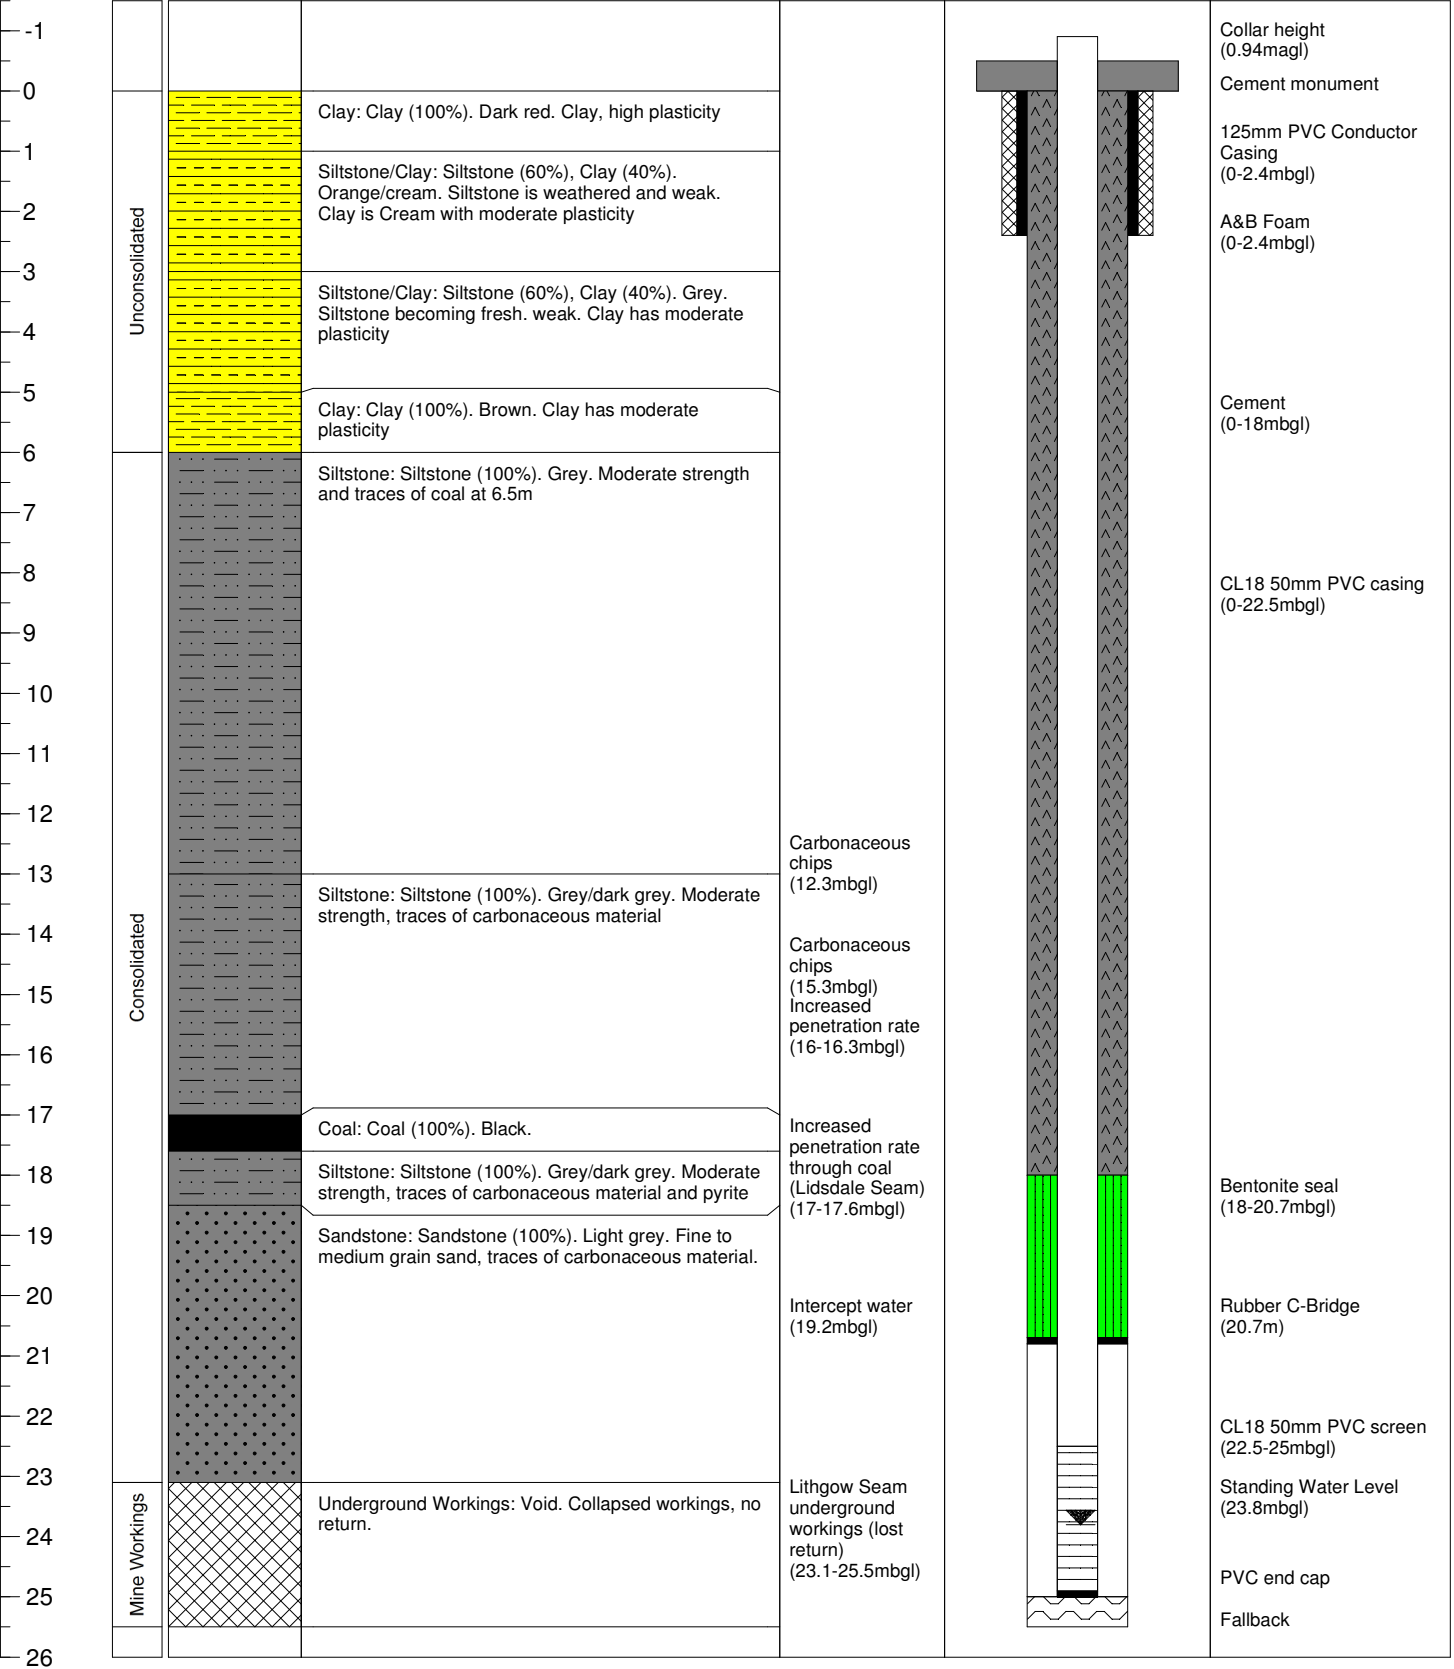 -1
0
1
2
3
4
5
6
7
8
9
10
11
12
13
14
15
16
17
18
19
20
21
22
23
24
25
26
Unconsolidated
Consolidated
Mine Workings
Clay: Clay (100%). Dark red. Clay, high plasticity
Siltstone/Clay: Siltstone (60%), Clay (40%).
Orange/cream. Siltstone is weathered and weak.
Clay is Cream with moderate plasticity
Siltstone/Clay: Siltstone (60%), Clay (40%). Grey.
Siltstone becoming fresh. weak. Clay has moderate
plasticity
Clay: Clay (100%). Brown. Clay has moderate
plasticity
Siltstone: Siltstone (100%). Grey. Moderate strength
and traces of coal at 6.5m
Siltstone: Siltstone (100%). Grey/dark grey. Moderate
strength, traces of carbonaceous material
Coal: Coal (100%). Black.
Siltstone: Siltstone (100%). Grey/dark grey. Moderate
strength, traces of carbonaceous material and pyrite
Sandstone: Sandstone (100%). Light grey. Fine to
medium grain sand, traces of carbonaceous material.
Underground Workings: Void. Collapsed workings, no
return.
Carbonaceous
chips
(12.3mbgl)
Carbonaceous
chips
(15.3mbgl)
Increased
penetration rate
(16-16.3mbgl)
Increased
penetration rate
through coal
(Lidsdale Seam)
(17-17.6mbgl)
Intercept water
(19.2mbgl)
Lithgow Seam
underground
workings (lost
return)
(23.1-25.5mbgl)
Collar height
(0.94magl)
Cement monument
125mm PVC Conductor
Casing
(0-2.4mbgl)
A&B Foam
(0-2.4mbgl)
Cement
(0-18mbgl)
CL18 50mm PVC casing
(0-22.5mbgl)
Bentonite seal
(18-20.7mbgl)
Rubber C-Bridge
(20.7m)
CL18 50mm PVC screen
(22.5-25mbgl)
Standing Water Level
(23.8mbgl)
PVC end cap
Fallback